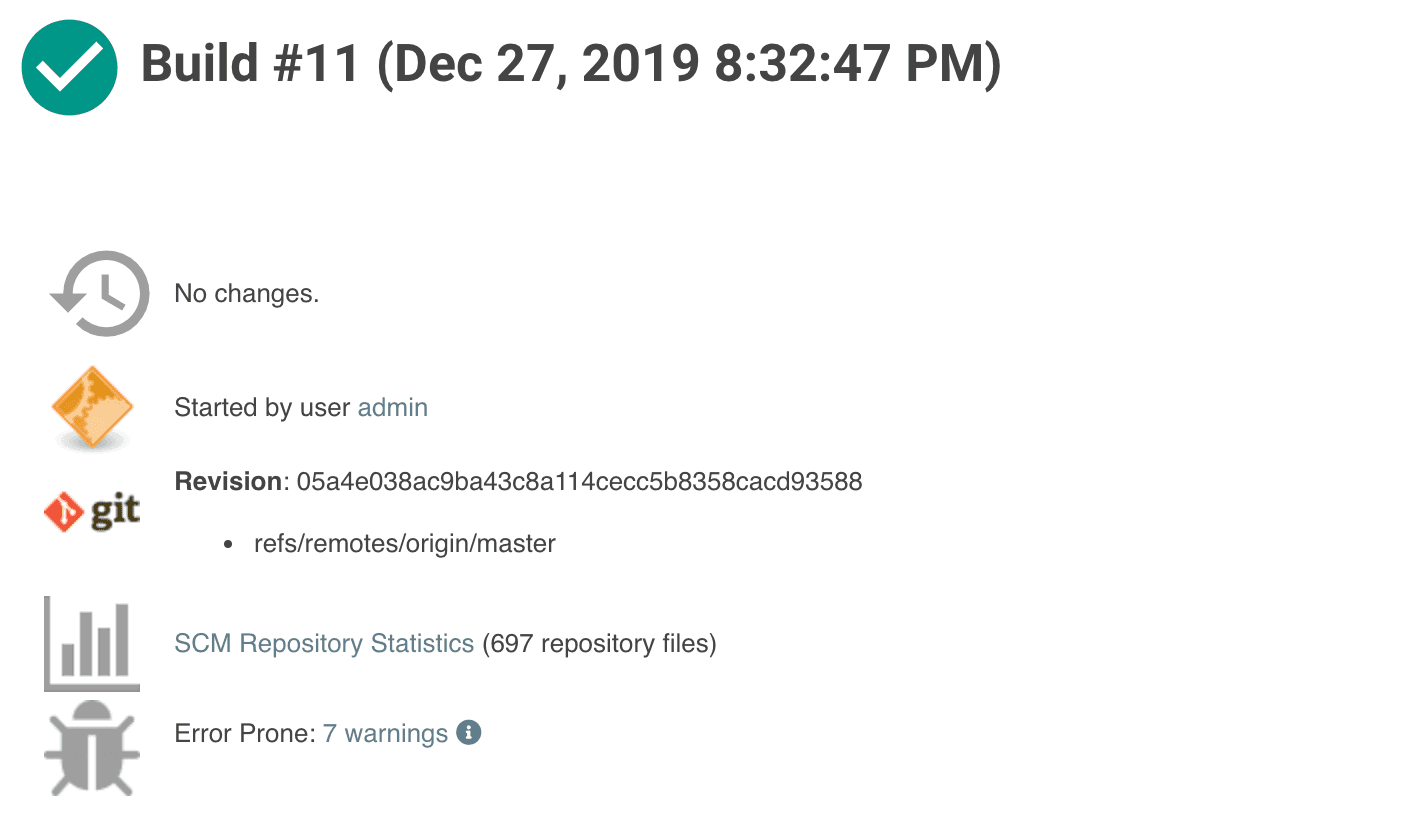 Build #11 (Dec 27, 2019 8:32:47 PM)
No changes.
Started by user admin
Revision: 05a4e038ac9ba43c8a114cecc5b8358cacd93588
git
• refs/remotes/origin/master
SCM Repository Statistics (697 repository files)
Error Prone: 7 warnings